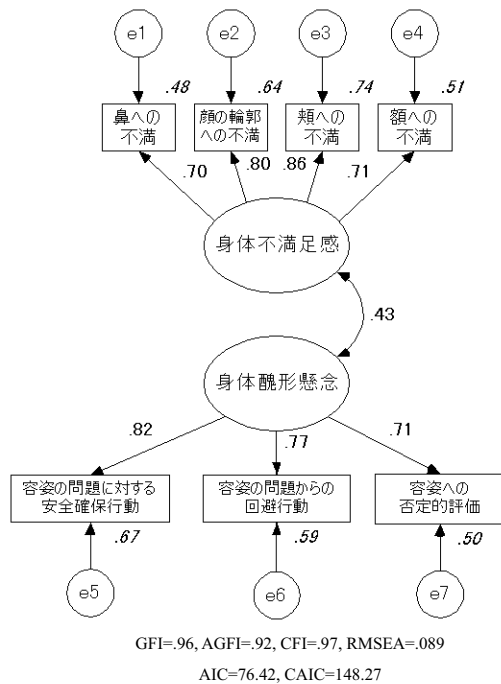 e1 e2 e3 e4
.48 .64 .74 .51
鼻への
不満
顔の輪郭
への不満
頬への
不満
額への
不満
.70 .80 .86 .71
身体不満足感
.43
身体醜形懸念
.82 .77 .71
容姿の問題に対する
安全確保行動
容姿の問題からの
回避行動
容姿への
否定的評価
.67 .59 .50
e5 e6 e7
GFI=.96, AGFI=.92, CFI=.97, RMSEA=.089
AIC=76.42, CAIC=148.27